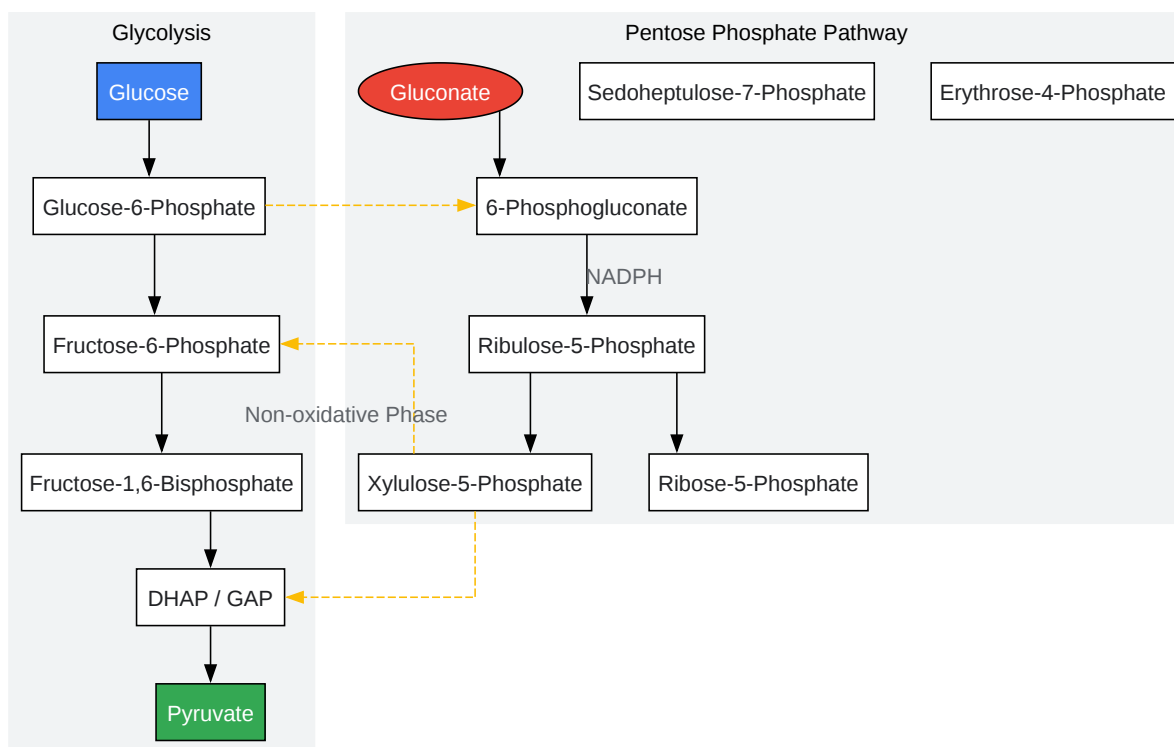 Glycolysis
Pentose Phosphate Pathway
Glucose
Gluconate
Sedoheptulose-7-Phosphate
Erythrose-4-Phosphate
Glucose-6-Phosphate
6-Phosphogluconate
NADPH
Fructose-6-Phosphate
Ribulose-5-Phosphate
Non-oxidative Phase
Fructose-1,6-Bisphosphate
Xylulose-5-Phosphate
Ribose-5-Phosphate
DHAP / GAP
Pyruvate